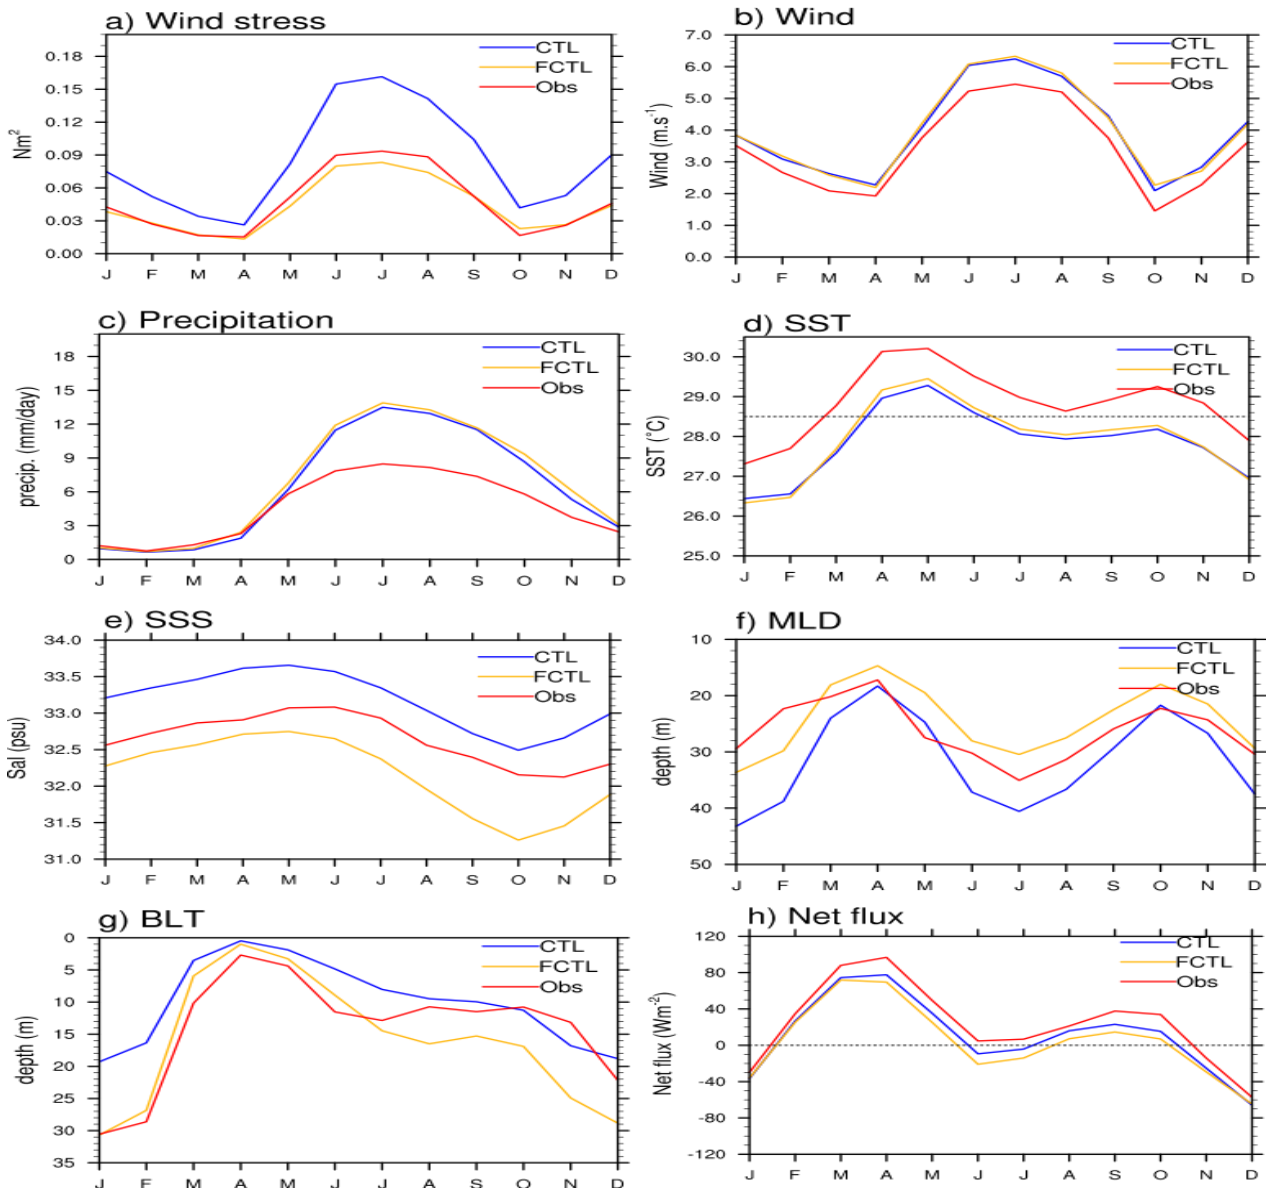 a) Wind stress
CTL
FCTL
Obs
Nm²
0.18
0.15
0.12
0.09
0.06
0.03
0.00
J F M A M J J A S O N D
b) Wind
CTL
FCTL
Obs
Wind (m.s⁻¹)
7.0
6.0
5.0
4.0
3.0
2.0
1.0
0.0
J F M A M J J A S O N D
c) Precipitation
CTL
FCTL
Obs
precip. (mm/day)
18
15
12
9
6
3
0
J F M A M J J A S O N D
d) SST
CTL
FCTL
Obs
SST (°C)
30.0
29.0
28.0
27.0
26.0
25.0
J F M A M J J A S O N D
e) SSS
CTL
FCTL
Obs
Sal (psu)
34.0
33.5
33.0
32.5
32.0
31.5
31.0
J F M A M J J A S O N D
f) MLD
CTL
FCTL
Obs
depth (m)
10
20
30
40
50
J F M A M J J A S O N D
g) BLT
CTL
FCTL
Obs
depth (m)
0
5
10
15
20
25
30
35
J F M A M J J A S O N D
h) Net flux
CTL
FCTL
Obs
Net flux (Wm⁻²)
120
80
40
0
-40
-80
-120
J F M A M J J A S O N D